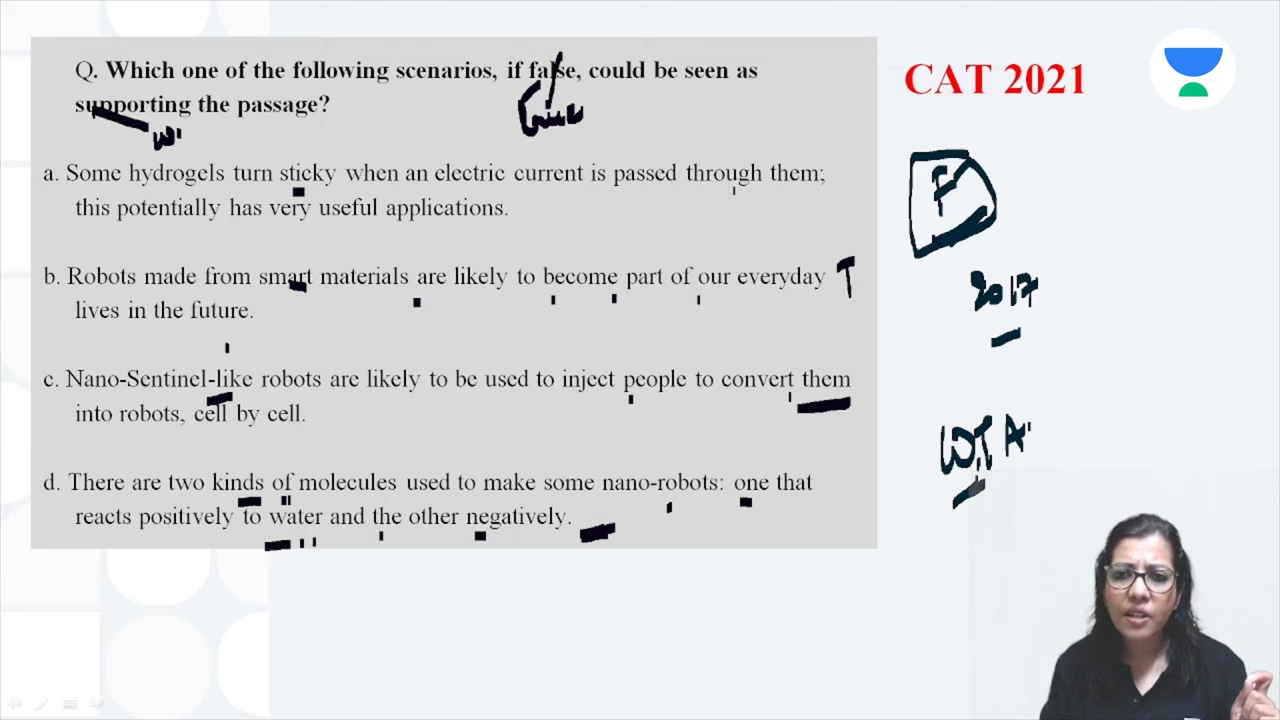 Q. Which one of the following scenarios, if false, could be seen as
supporting the passage?
a. Some hydrogels turn sticky when an electric current is passed through them;
this potentially has very useful applications.
b. Robots made from smart materials are likely to become part of our everyday T
lives in the future.
c. Nano-Sentinel-like robots are likely to be used to inject people to convert them
into robots, cell by cell.
d. There are two kinds of molecules used to make some nano-robots: one that
reacts positively to water and the other negatively.
CAT 2021
F
2017